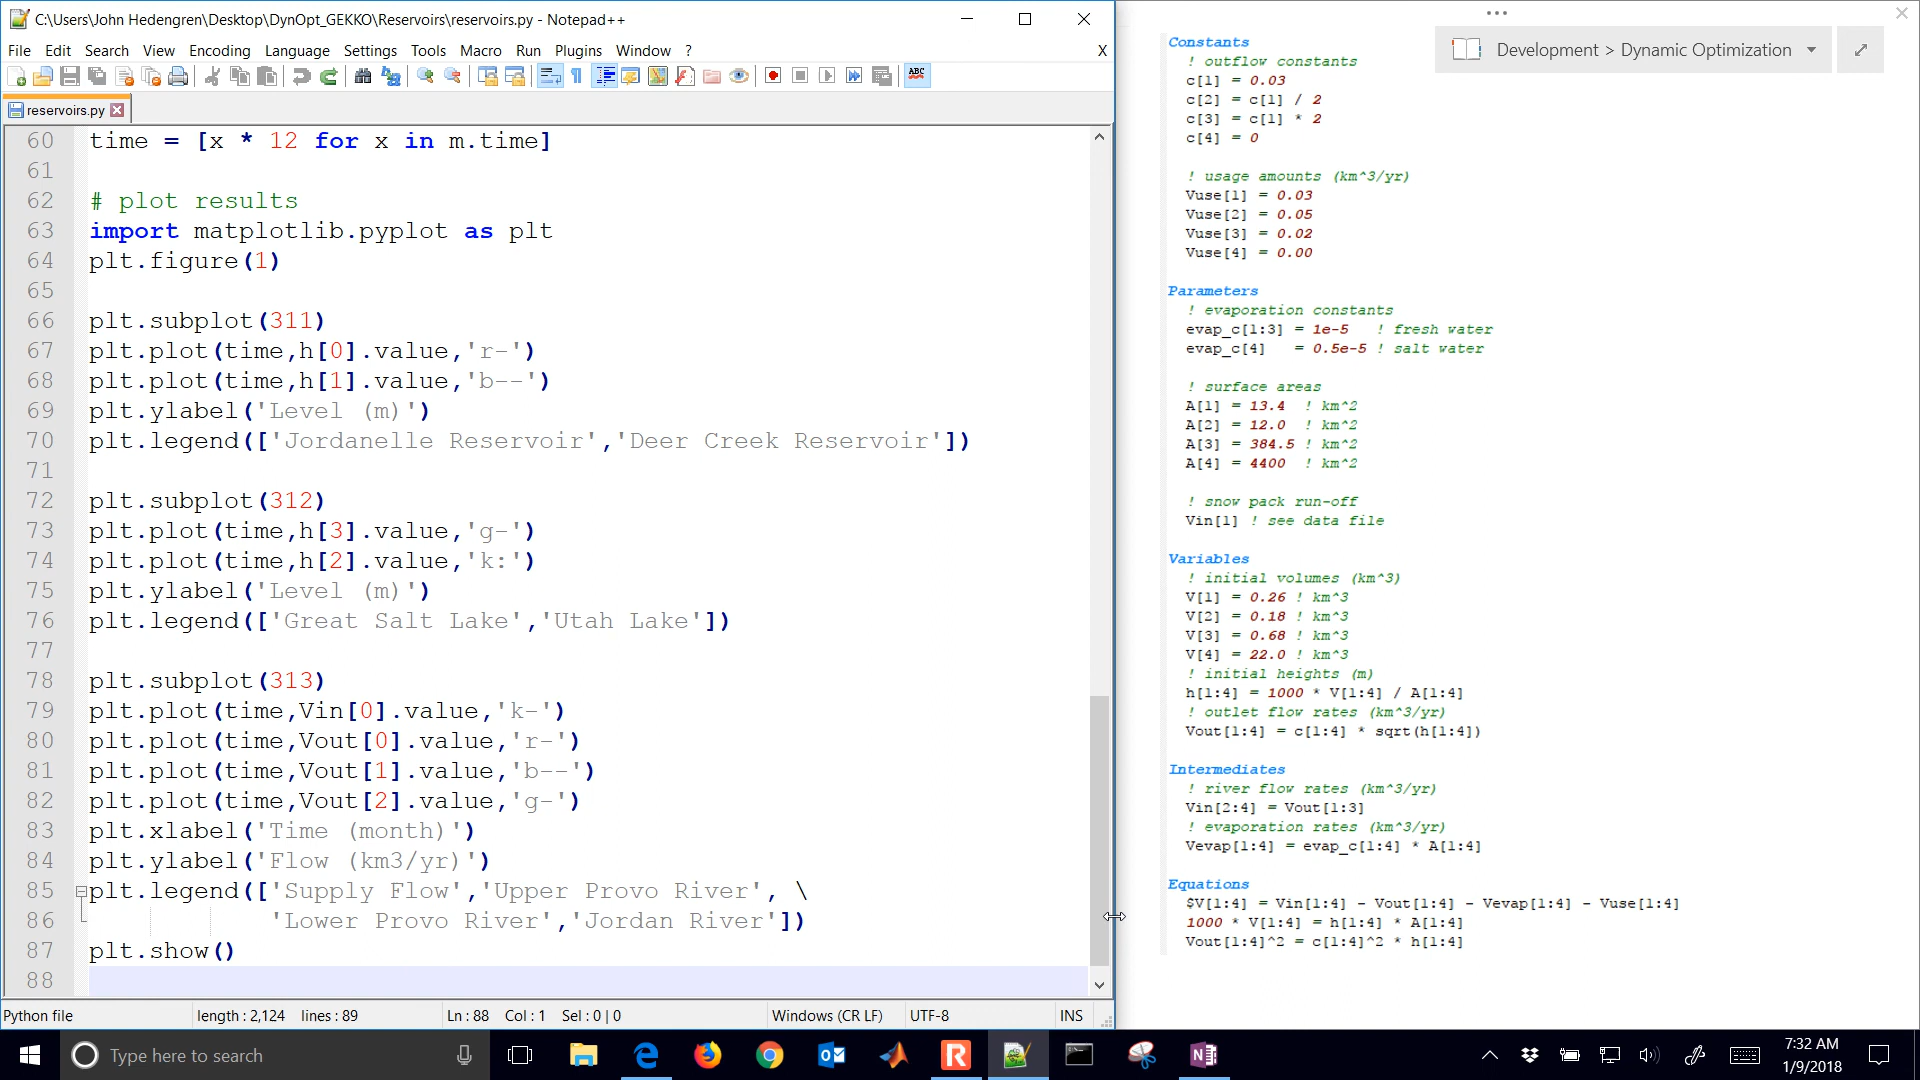 C:\Users\John Hedengren\Desktop\DynOpt_GEKKO\Reservoirs\reservoirs.py - Notepad++
File Edit Search View Encoding Language Settings Tools Macro Run Plugins Window ? X
ABC
reservoirs.py
60 time = [x * 12 for x in m.time]
61
62 # plot results
63 import matplotlib.pyplot as plt
64 plt.figure(1)
65
66 plt.subplot(311)
67 plt.plot(time,h[0].value,'r-')
68 plt.plot(time,h[1].value,'b--')
69 plt.ylabel('Level (m)')
70 plt.legend(['Jordanelle Reservoir','Deer Creek Reservoir'])
71
72 plt.subplot(312)
73 plt.plot(time,h[3].value,'g-')
74 plt.plot(time,h[2].value,'k:')
75 plt.ylabel('Level (m)')
76 plt.legend(['Great Salt Lake','Utah Lake'])
77
78 plt.subplot(313)
79 plt.plot(time,Vin[0].value,'k-')
80 plt.plot(time,Vout[0].value,'r-')
81 plt.plot(time,Vout[1].value,'b--')
82 plt.plot(time,Vout[2].value,'g-')
83 plt.xlabel('Time (month)')
84 plt.ylabel('Flow (km3/yr)')
85 plt.legend(['Supply Flow','Upper Provo River', \
86 'Lower Provo River','Jordan River'])
87 plt.show()
88
Python file length : 2,124 lines : 89 Ln : 88 Col : 1 Sel : 0 | 0 Windows (CR LF) UTF-8 INS
Development > Dynamic Optimization
Constants
! outflow constants
c[1] = 0.03
c[2] = c[1] / 2
c[3] = c[1] * 2
c[4] = 0
! usage amounts (km^3/yr)
Vuse[1] = 0.03
Vuse[2] = 0.05
Vuse[3] = 0.02
Vuse[4] = 0.00
Parameters
! evaporation constants
evap_c[1:3] = 1e-5 ! fresh water
evap_c[4] = 0.5e-5 ! salt water
! surface areas
A[1] = 13.4 ! km^2
A[2] = 12.0 ! km^2
A[3] = 384.5 ! km^2
A[4] = 4400 ! km^2
! snow pack run-off
Vin[1] ! see data file
Variables
! initial volumes (km^3)
V[1] = 0.26 ! km^3
V[2] = 0.18 ! km^3
V[3] = 0.68 ! km^3
V[4] = 22.0 ! km^3
! initial heights (m)
h[1:4] = 1000 * V[1:4] / A[1:4]
! outlet flow rates (km^3/yr)
Vout[1:4] = c[1:4] * sqrt(h[1:4])
Intermediates
! river flow rates (km^3/yr)
Vin[2:4] = Vout[1:3]
! evaporation rates (km^3/yr)
Vevap[1:4] = evap_c[1:4] * A[1:4]
Equations
$V[1:4] = Vin[1:4] - Vout[1:4] - Vevap[1:4] - Vuse[1:4]
1000 * V[1:4] = h[1:4] * A[1:4]
Vout[1:4]^2 = c[1:4]^2 * h[1:4]
Type here to search
7:32 AM
1/9/2018